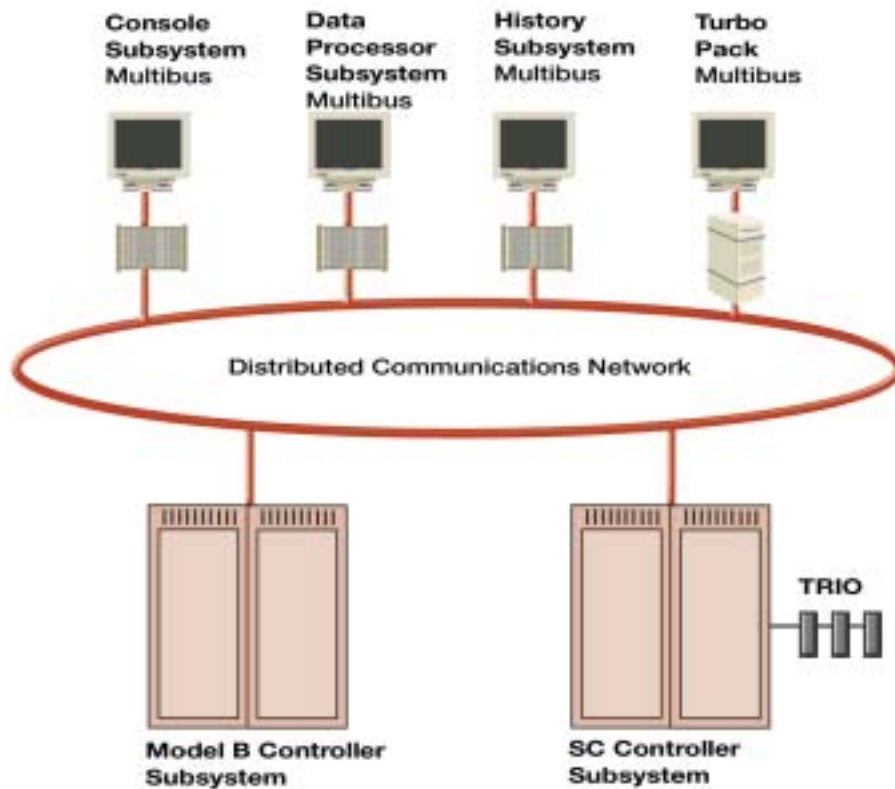 Console
Subsystem
Multibus
Data
Processor
Subsystem
Multibus
History
Subsystem
Multibus
Turbo
Pack
Multibus
Distributed Communications Network
TRIO
Model B Controller
Subsystem
SC Controller
Subsystem